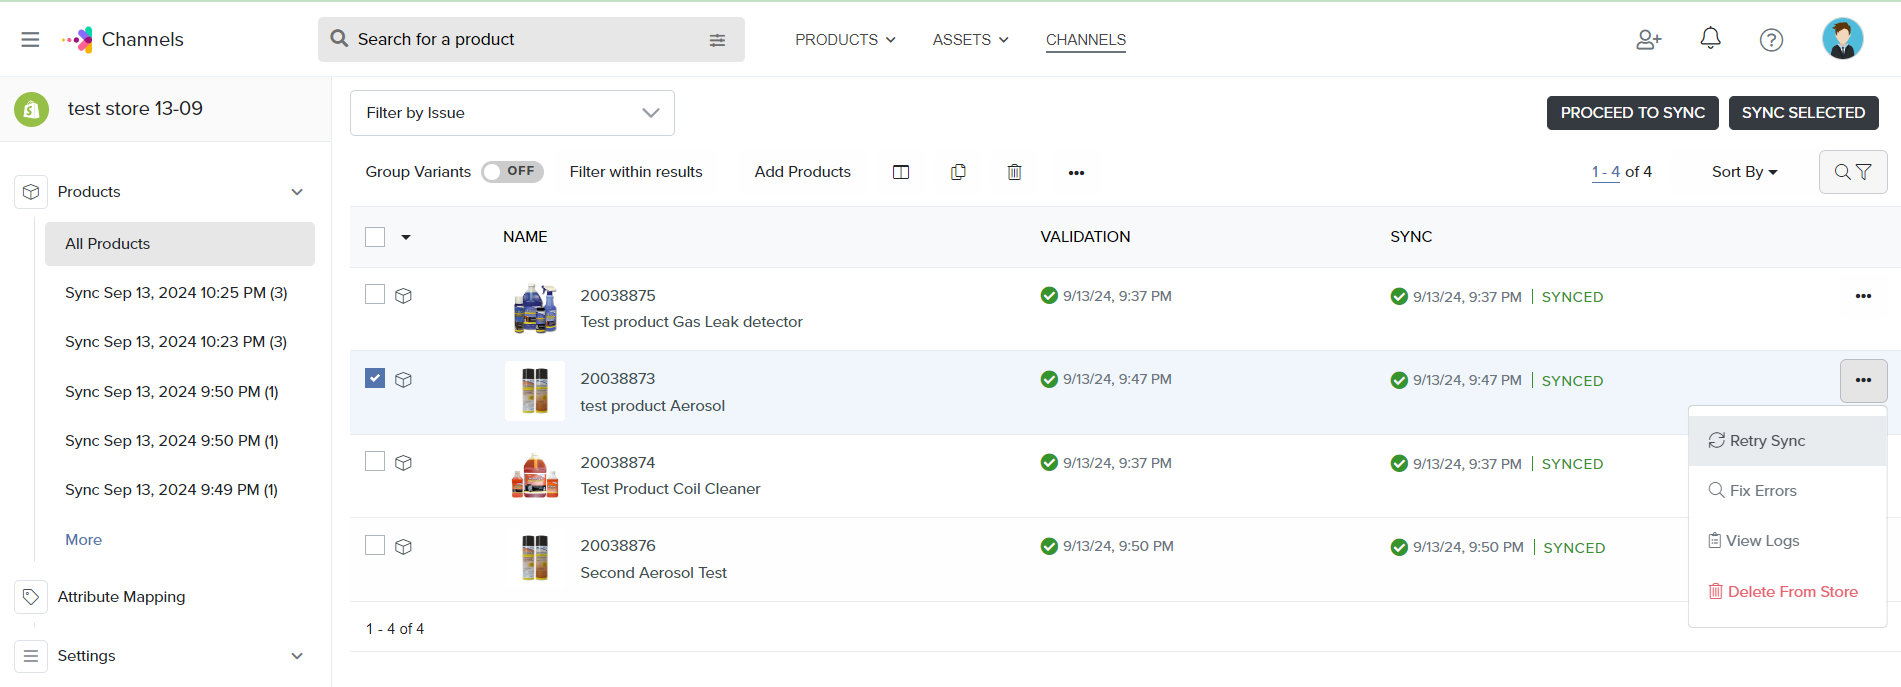 Channels
Search for a product
PRODUCTS
ASSETS
CHANNELS
test store 13-09
Filter by Issue
PROCEED TO SYNC
SYNC SELECTED
Group Variants OFF
Filter within results
Add Products
1 - 4 of 4
Sort By
Products
All Products
Sync Sep 13, 2024 10:25 PM (3)
Sync Sep 13, 2024 10:23 PM (3)
Sync Sep 13, 2024 9:50 PM (1)
Sync Sep 13, 2024 9:50 PM (1)
Sync Sep 13, 2024 9:49 PM (1)
More
Attribute Mapping
Settings
NAME VALIDATION SYNC
20038875
Test product Gas Leak detector
9/13/24, 9:37 PM
9/13/24, 9:37 PM | SYNCED
20038873
test product Aerosol
9/13/24, 9:47 PM
9/13/24, 9:47 PM | SYNCED
20038874
Test Product Coil Cleaner
9/13/24, 9:37 PM
9/13/24, 9:37 PM | SYNCED
20038876
Second Aerosol Test
9/13/24, 9:50 PM
9/13/24, 9:50 PM | SYNCED
Retry Sync
Fix Errors
View Logs
Delete From Store
1 - 4 of 4